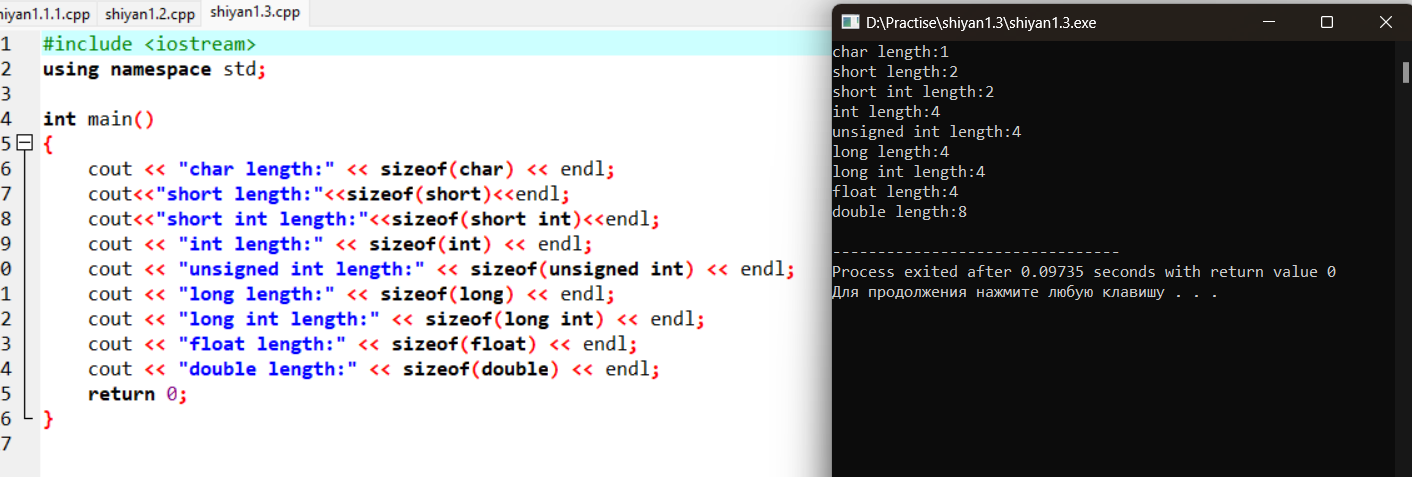 hiyan1.1.1.cpp shiyan1.2.cpp shiyan1.3.cpp
1 #include <iostream>
2 using namespace std;
3
4 int main()
5 {
6 cout << "char length:" << sizeof(char) << endl;
7 cout<<"short length:"<<sizeof(short)<<endl;
8 cout<<"short int length:"<<sizeof(short int)<<endl;
9 cout << "int length:" << sizeof(int) << endl;
0 cout << "unsigned int length:" << sizeof(unsigned int) << endl;
1 cout << "long length:" << sizeof(long) << endl;
2 cout << "long int length:" << sizeof(long int) << endl;
3 cout << "float length:" << sizeof(float) << endl;
4 cout << "double length:" << sizeof(double) << endl;
5 return 0;
6 }
7
D:\Practise\shiyan1.3\shiyan1.3.exe
char length:1
short length:2
short int length:2
int length:4
unsigned int length:4
long length:4
long int length:4
float length:4
double length:8
--------------------------------
Process exited after 0.09735 seconds with return value 0
Для продолжения нажмите любую клавишу . . .